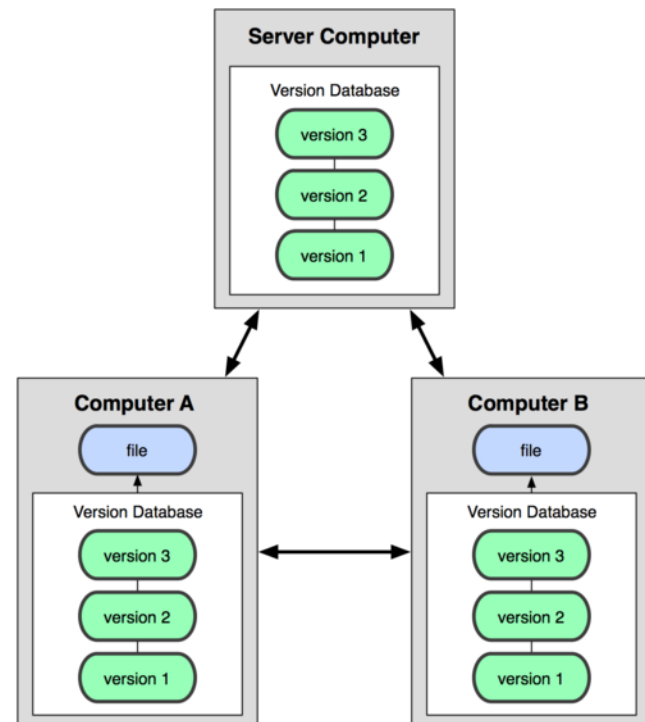 Server Computer
Version Database
version 3
version 2
version 1
Computer A
file
Version Database
version 3
version 2
version 1
Computer B
file
Version Database
version 3
version 2
version 1